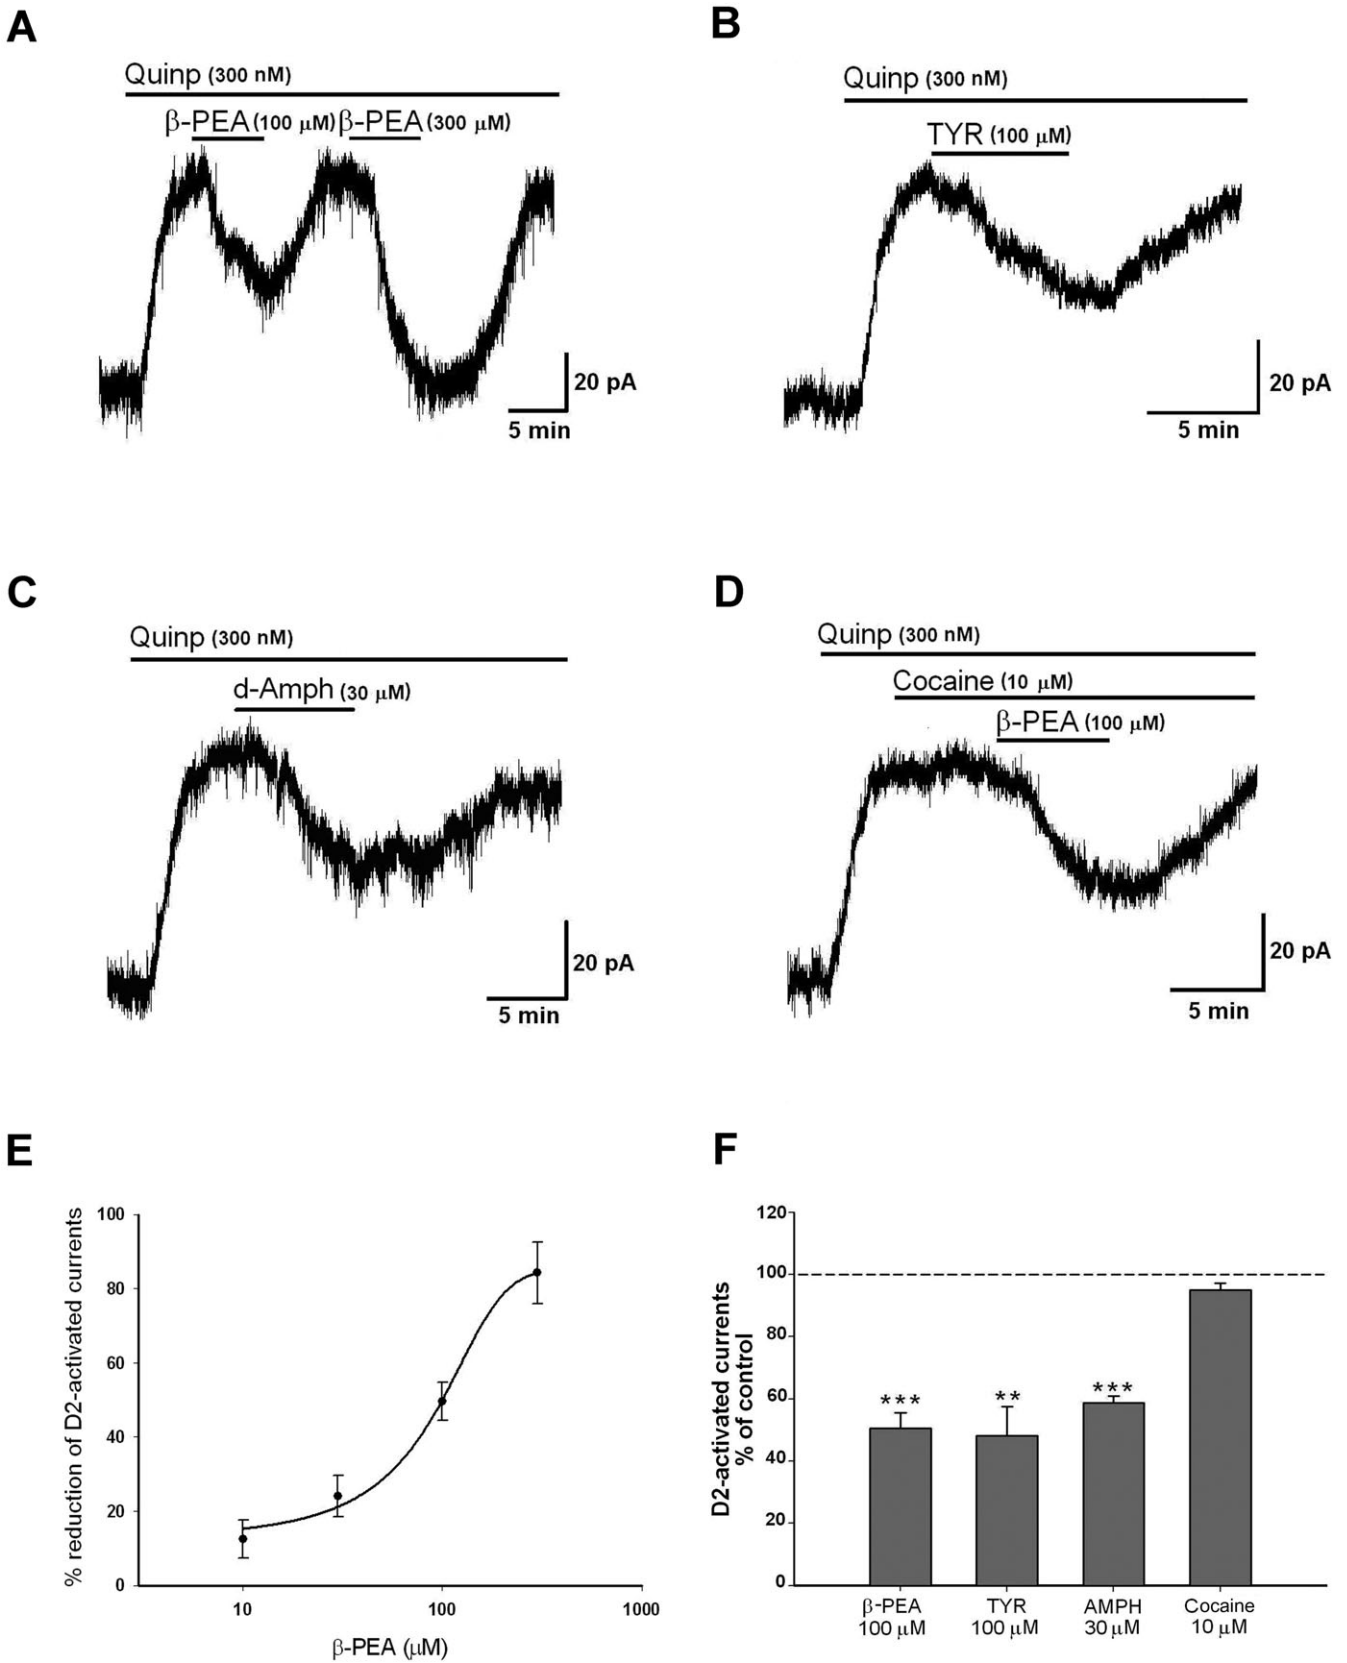 A
Quinp (300 nM)
β-PEA (100 μM) β-PEA (300 μM)
20 pA
5 min
B
Quinp (300 nM)
TYR (100 μM)
20 pA
5 min
C
Quinp (300 nM)
d-Amph (30 μM)
20 pA
5 min
D
Quinp (300 nM)
Cocaine (10 μM)
β-PEA (100 μM)
20 pA
5 min
E
% reduction of D2-activated currents
100
80
60
40
20
0
10
100
1000
β-PEA (μM)
F
D2-activated currents
% of control
120
100
80
60
40
20
0
***
**
***
β-PEA
100 μM
TYR
100 μM
AMPH
30 μM
Cocaine
10 μM